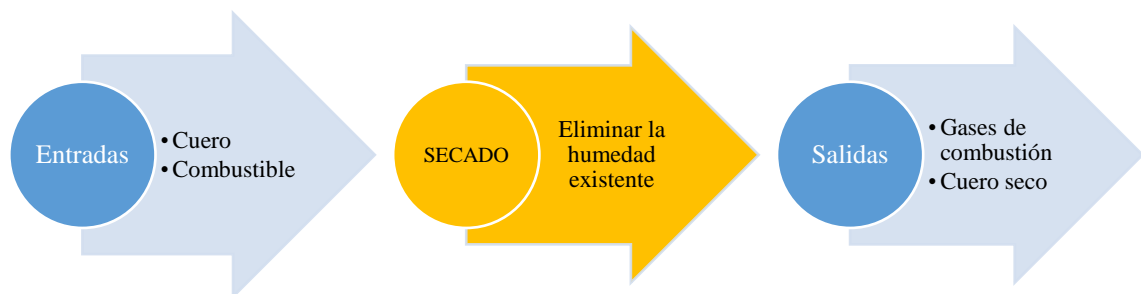 Entradas
• Cuero
• Combustible
SECADO
Eliminar la
humedad
existente
Salidas
• Gases de
combustión
• Cuero seco